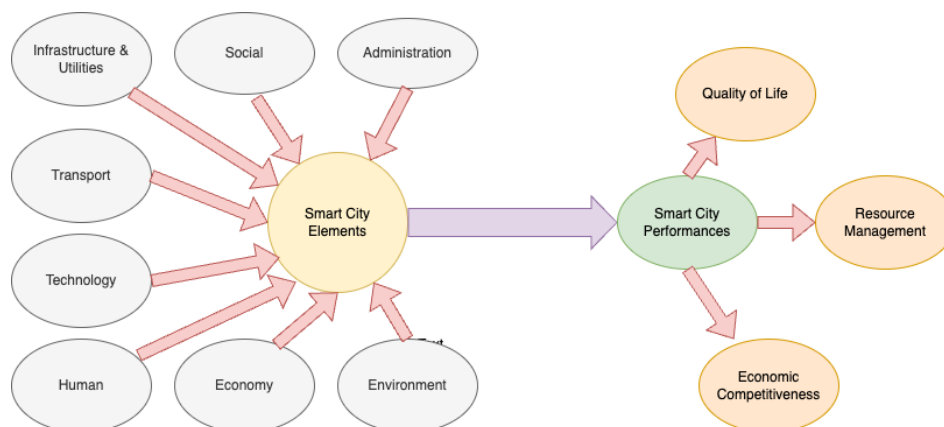 Infrastructure &
Utilities
Social
Administration
Quality of Life
Transport
Smart City
Elements
Smart City
Performances
Resource
Management
Technology
Human
Economy
Environment
Economic
Competitiveness